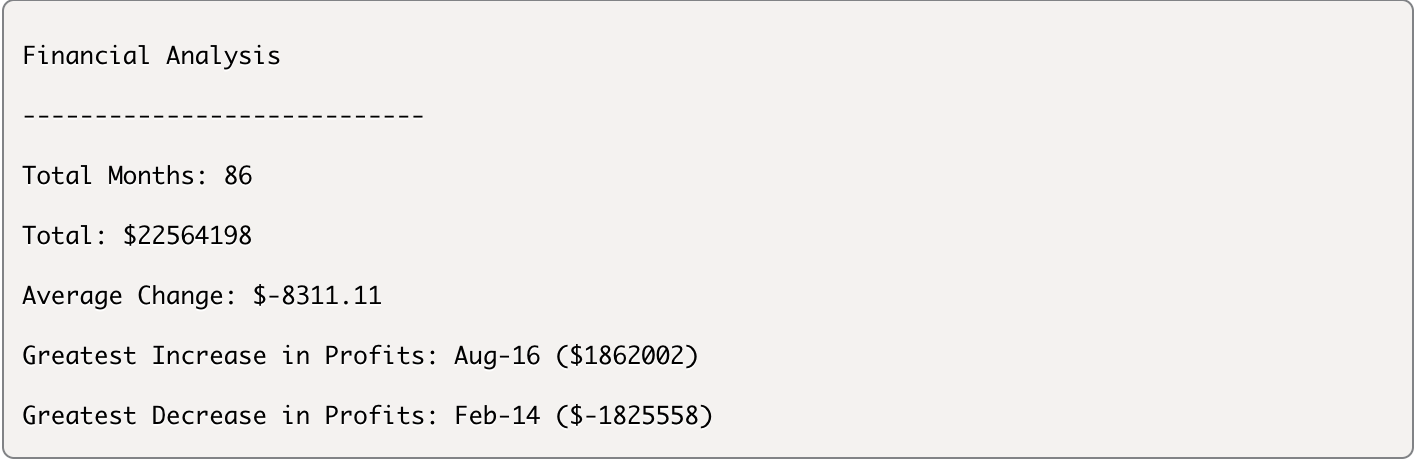 Financial Analysis
----------------------------
Total Months: 86
Total: $22564198
Average Change: $-8311.11
Greatest Increase in Profits: Aug-16 ($1862002)
Greatest Decrease in Profits: Feb-14 ($-1825558)